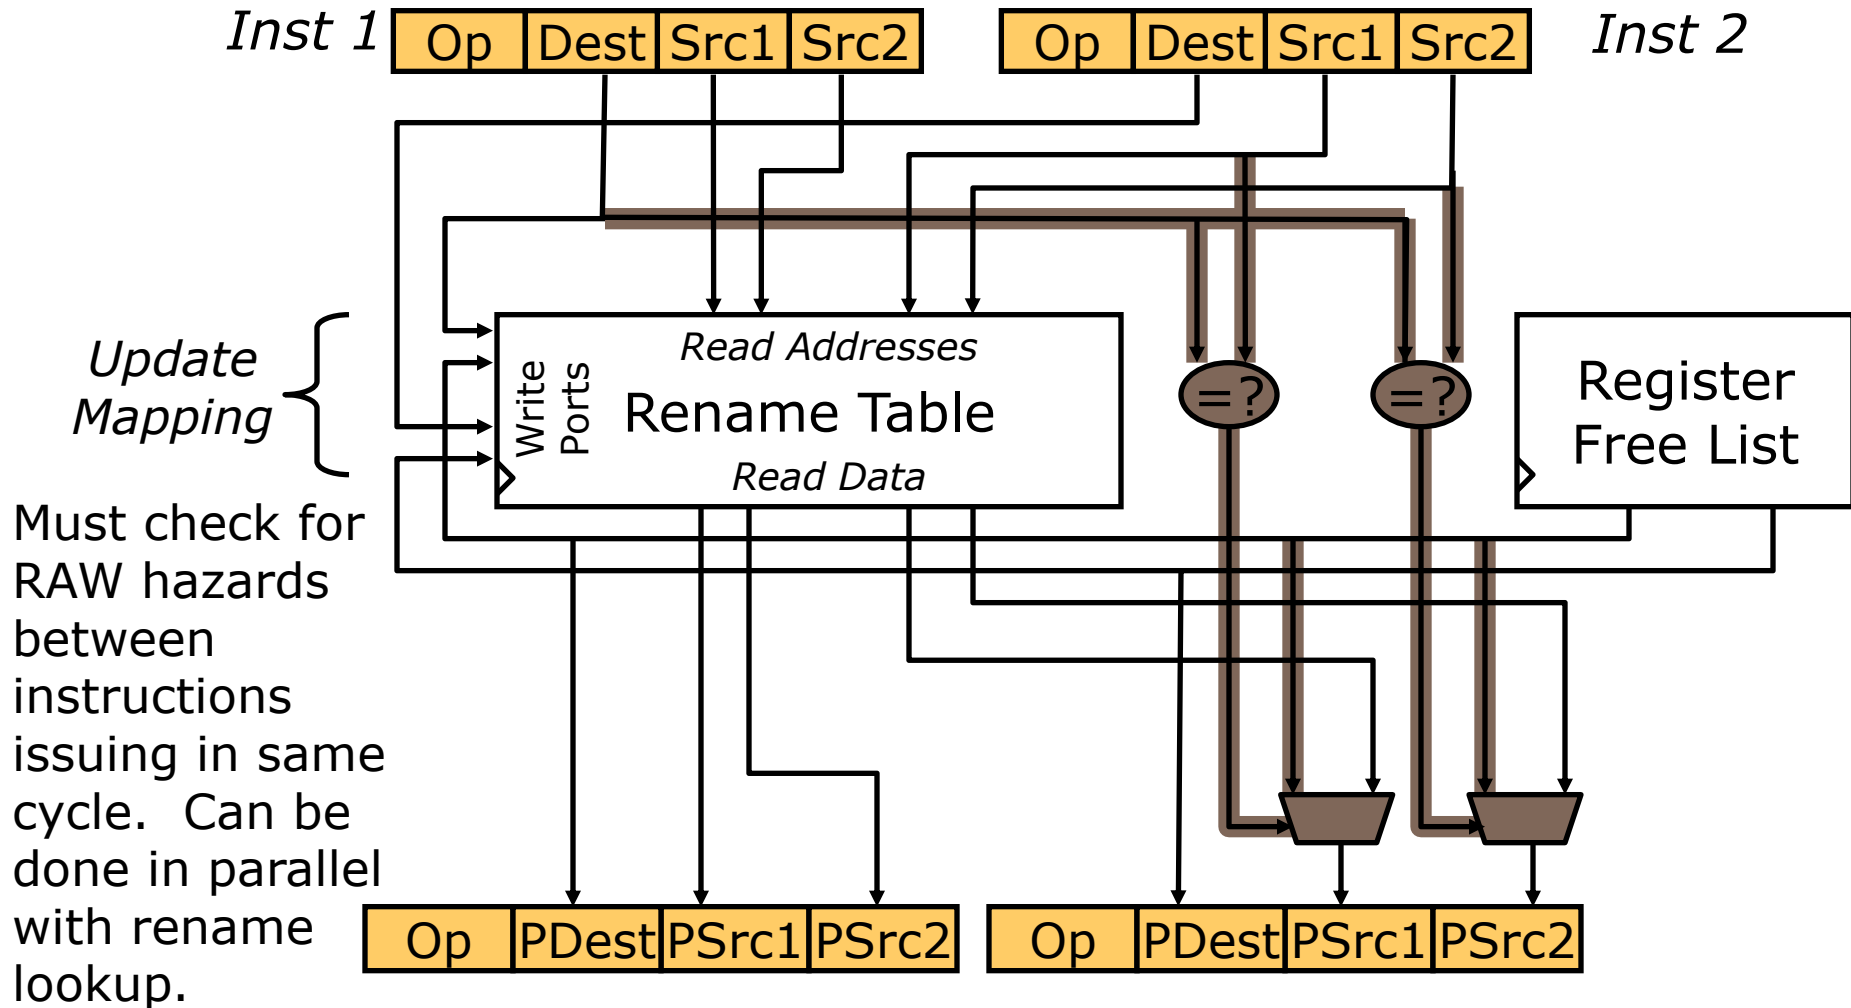 Inst 1 Op Dest Src1 Src2 Op Dest Src1 Src2 Inst 2
Read Addresses
Write
Ports
Rename Table
Read Data
=? =?
Register
Free List
Update
Mapping
Must check for
RAW hazards
between
instructions
issuing in same
cycle. Can be
done in parallel
with rename
lookup.
Op PDest PSrc1 PSrc2 Op PDest PSrc1 PSrc2